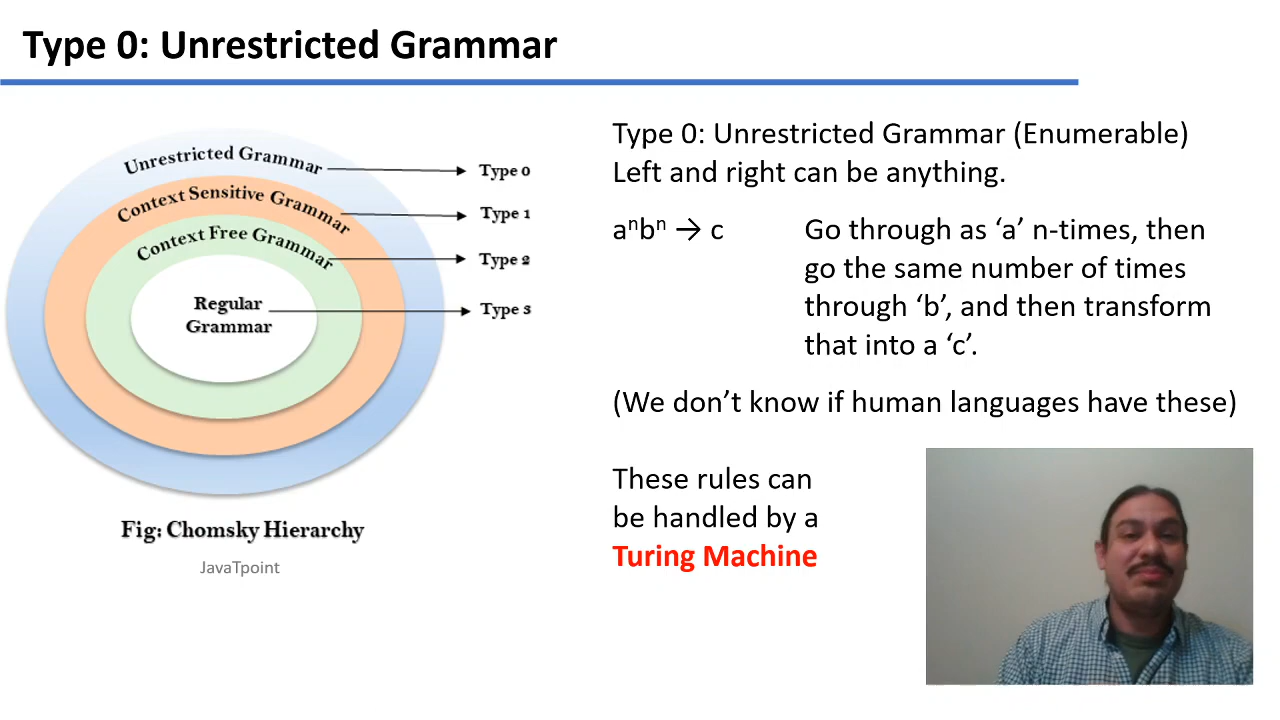 Type 0: Unrestricted Grammar
Unrestricted Grammar
Type 0
Context Sensitive Grammar
Type 1
Context Free Grammar
Type 2
Regular
Grammar
Type 3
Fig: Chomsky Hierarchy
JavaTpoint
Type 0: Unrestricted Grammar (Enumerable)
Left and right can be anything.
aⁿbⁿ → c
Go through as ‘a’ n-times, then
go the same number of times
through ‘b’, and then transform
that into a ‘c’.
(We don’t know if human languages have these)
These rules can
be handled by a
Turing Machine